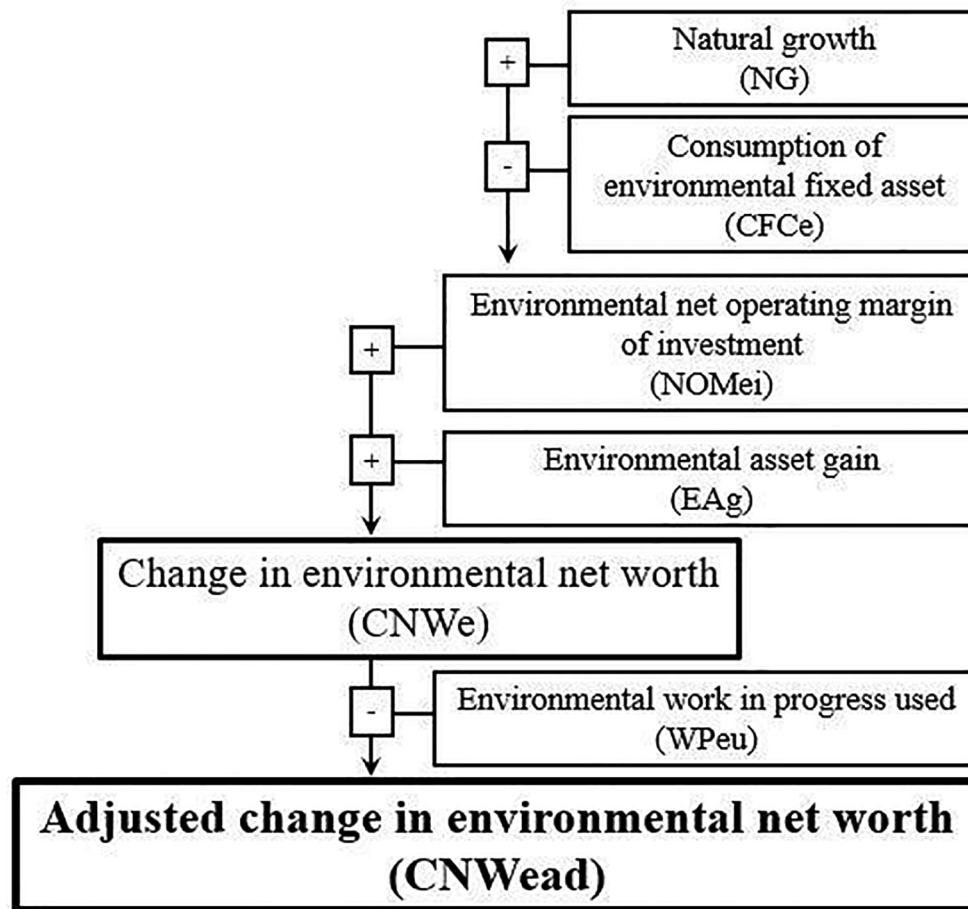 Natural growth
(NG)
+
Consumption of
environmental fixed asset
(CFCe)
-
Environmental net operating margin
of investment
(NOMei)
+
Environmental asset gain
(EAg)
+
Change in environmental net worth
(CNWe)
Environmental work in progress used
(WPeu)
-
Adjusted change in environmental net worth
(CNWead)